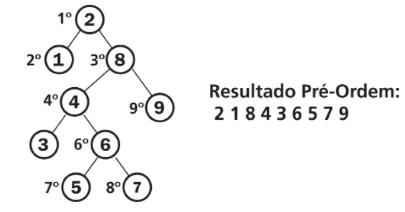 1º 2
2º 1 3º 8
4º 4 9º 9
Resultado Pré-Ordem:
2 1 8 4 3 6 5 7 9
3 6º 6
7º 5 8º 7